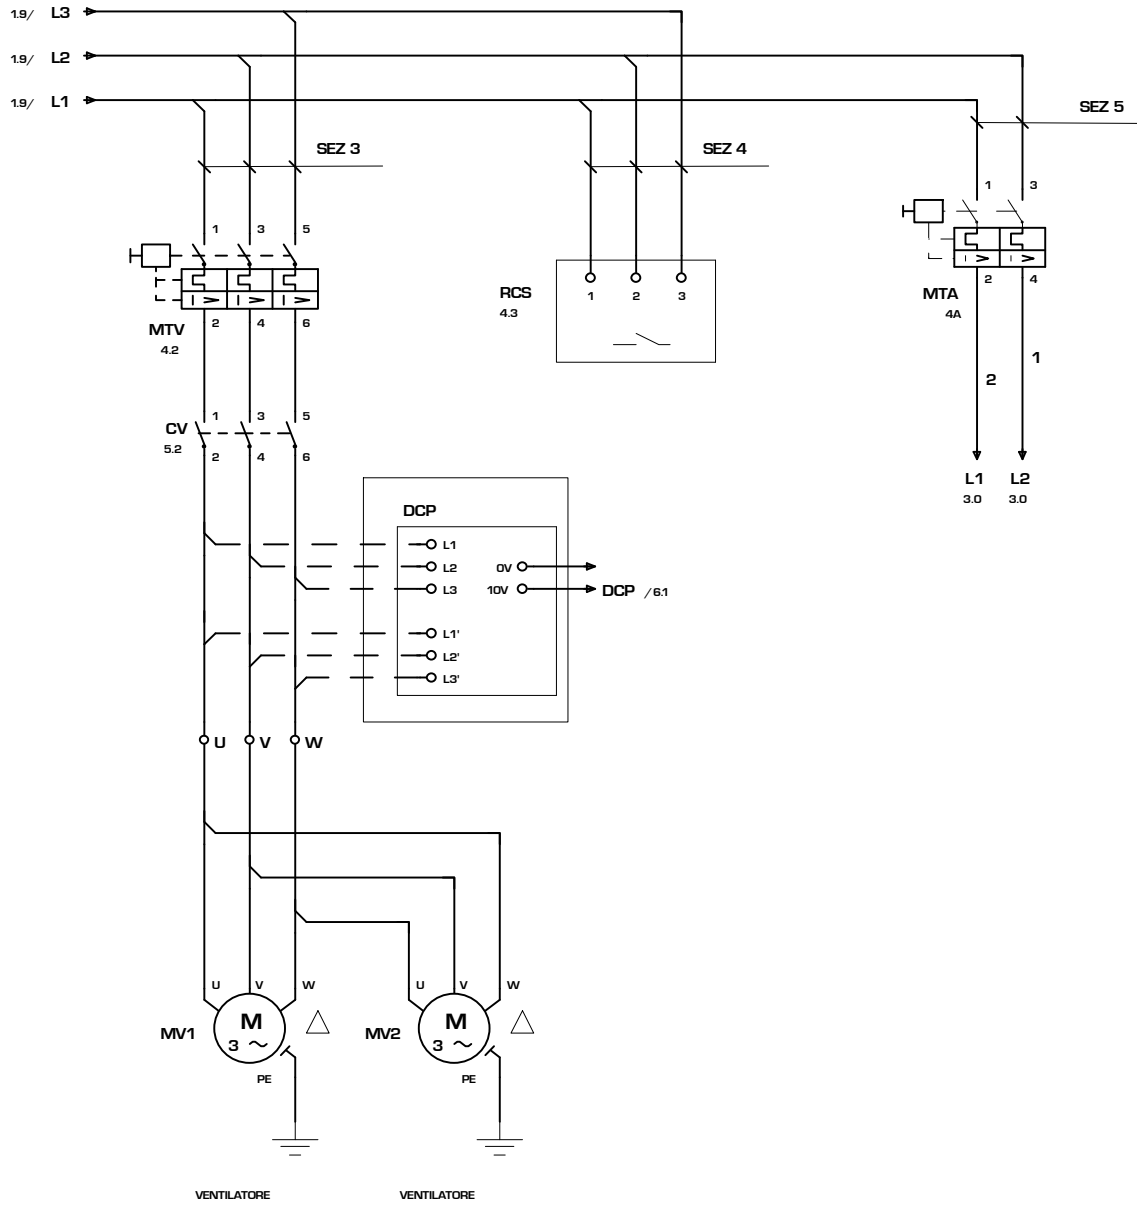 1.9/ L3
1.9/ L2
1.9/ L1
SEZ 5
SEZ 3
SEZ 4
1 3
1 3 5
RCS
4.3
1 2 3
2 4
MTA
4A
2 4 6
MTV
4.2
1
2
1 3 5
CV
5.2
2 4 6
L1 L2
3.0 3.0
DCP
L1
L2 0V
L3 10V DCP /6.1
L1'
L2'
L3'
U V W
U V W U V W
MV1 M 3 MV2 M 3
PE PE
VENTILATORE VENTILATORE